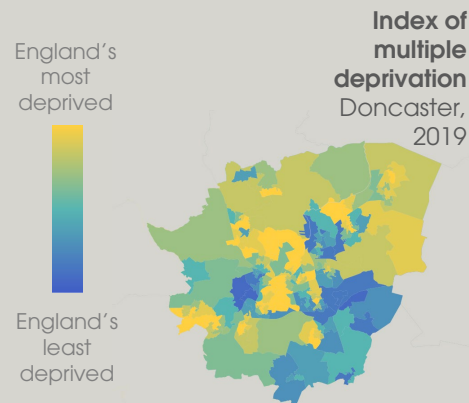 Index of
multiple
deprivation
Doncaster,
2019
England's
most
deprived
England's
least
deprived